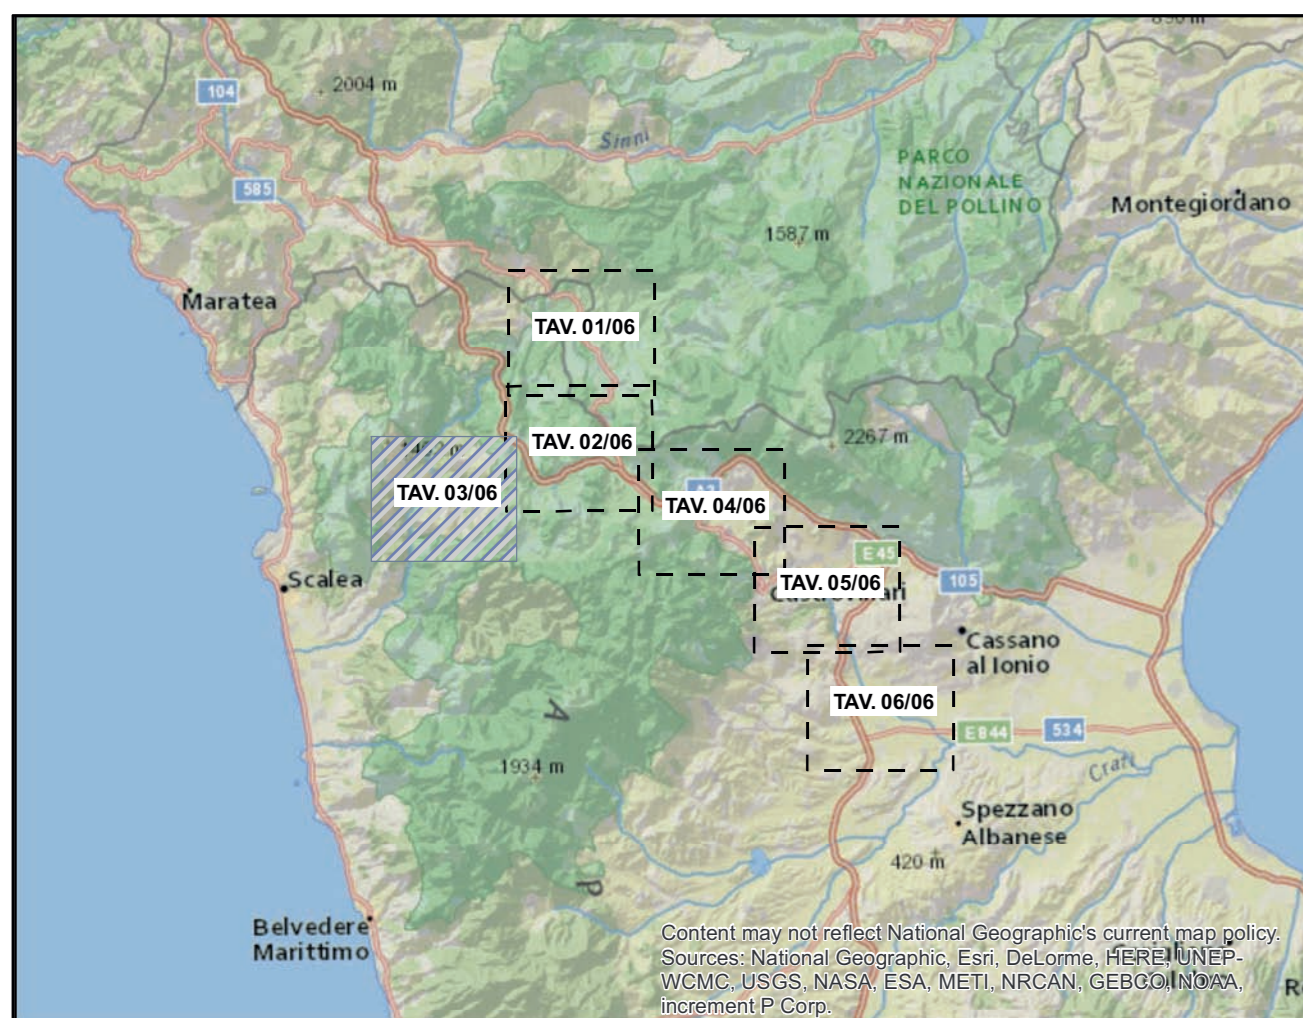 104
2004 m
Sinni
585
PARCO
NAZIONALE
DEL POLLINO
Montegiordano
1587 m
Maratea
TAV. 01/06
TAV. 02/06
2267 m
TAV. 03/06
TAV. 04/06
E 45
105
Scalea
TAV. 05/06
Cassano
al Ionio
TAV. 06/06
A
E 844
534
1934 m
Crati
Spezzano
Albanese
420 m
P
Belvedere
Marittimo
Content may not reflect National Geographic's current map policy.
Sources: National Geographic, Esri, DeLorme, HERE, UNEP-
WCMC, USGS, NASA, ESA, METI, NRCAN, GEBCO, NOAA,
increment P Corp.